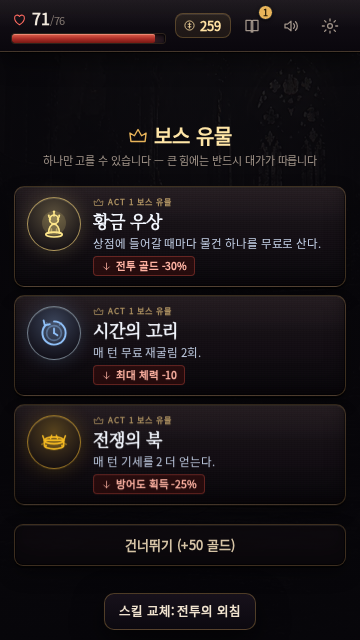 71/76
259
1
보스 유물
하나만 고를 수 있습니다 — 큰 힘에는 반드시 대가가 따릅니다
ACT 1 보스 유물
황금 우상
상점에 들어갈 때마다 물건 하나를 무료로 산다.
↓ 전투 골드 -30%
ACT 1 보스 유물
시간의 고리
매 턴 무료 재굴림 2회.
↓ 최대 체력 -10
ACT 1 보스 유물
전쟁의 북
매 턴 기세를 2 더 얻는다.
↓ 방어도 획득 -25%
건너뛰기 (+50 골드)
스킬 교체: 전투의 외침